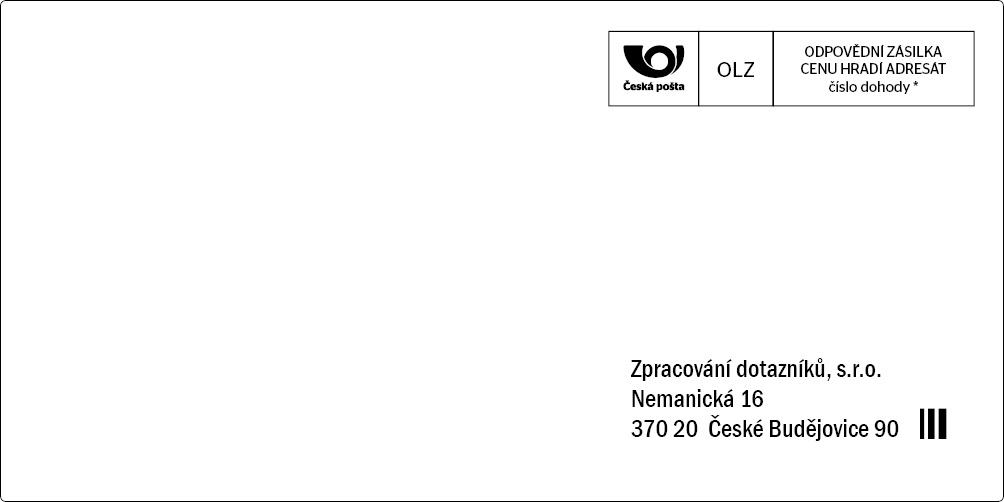 Česká pošta
OLZ
ODPOVĚDNÍ ZÁSILKA
CENU HRADÍ ADRESÁT
číslo dohody *
Zpracování dotazníků, s.r.o.
Nemanická 16
370 20 České Budějovice 90